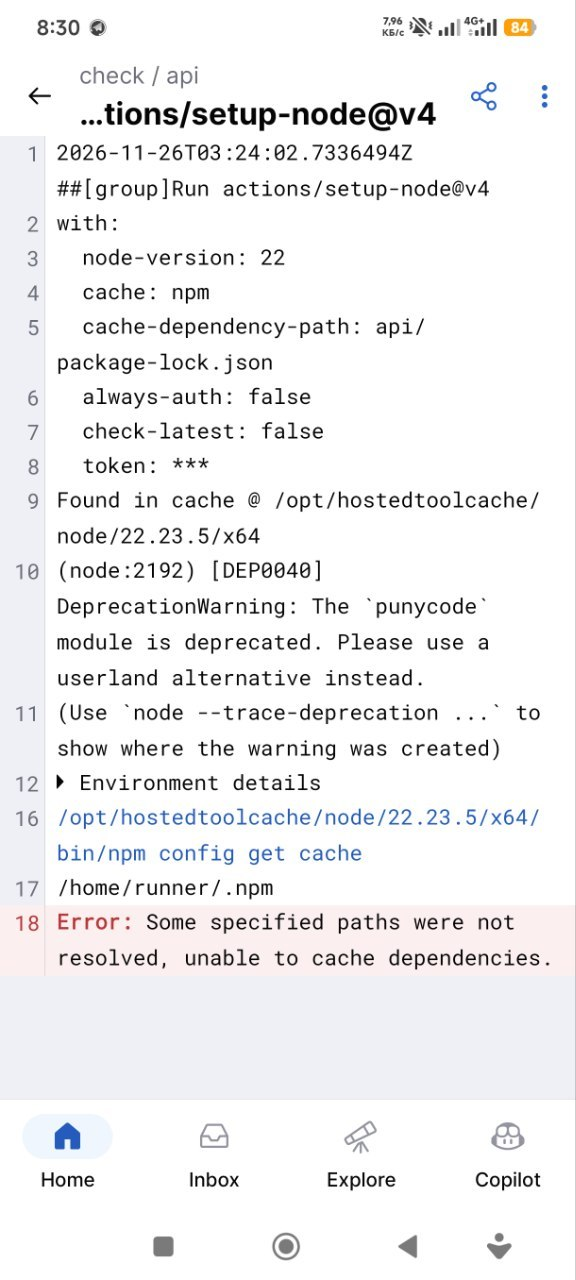 8:30
7,96
КБ/с
4G+
84
check / api
...tions/setup-node@v4
1 2026-11-26T03:24:02.7336494Z
##[group]Run actions/setup-node@v4
2 with:
3 node-version: 22
4 cache: npm
5 cache-dependency-path: api/
package-lock.json
6 always-auth: false
7 check-latest: false
8 token: ***
9 Found in cache @ /opt/hostedtoolcache/
node/22.23.5/x64
10 (node:2192) [DEP0040]
DeprecationWarning: The `punycode`
module is deprecated. Please use a
userland alternative instead.
11 (Use `node --trace-deprecation ...` to
show where the warning was created)
12 Environment details
16 /opt/hostedtoolcache/node/22.23.5/x64/
bin/npm config get cache
17 /home/runner/.npm
18 Error: Some specified paths were not
resolved, unable to cache dependencies.
Home
Inbox
Explore
Copilot